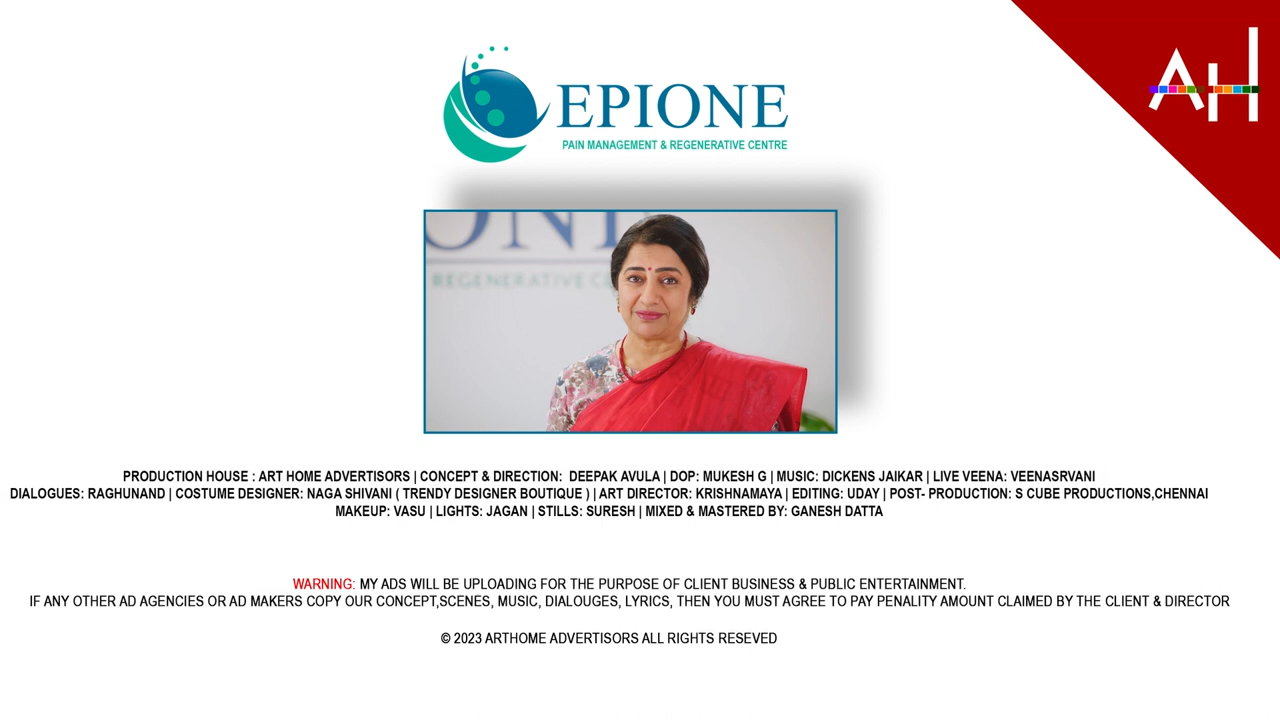 AH
EPIONE
PAIN MANAGEMENT & REGENERATIVE CENTRE
REGENERATIVE
PRODUCTION HOUSE : ART HOME ADVERTISORS | CONCEPT & DIRECTION: DEEPAK AVULA | DOP: MUKESH G | MUSIC: DICKENS JAIKAR | LIVE VEENA: VEENASRVANI
DIALOGUES: RAGHUNAND | COSTUME DESIGNER: NAGA SHIVANI ( TRENDY DESIGNER BOUTIQUE ) | ART DIRECTOR: KRISHNAMAYA | EDITING: UDAY | POST- PRODUCTION: S CUBE PRODUCTIONS,CHENNAI
MAKEUP: VASU | LIGHTS: JAGAN | STILLS: SURESH | MIXED & MASTERED BY: GANESH DATTA
WARNING: MY ADS WILL BE UPLOADING FOR THE PURPOSE OF CLIENT BUSINESS & PUBLIC ENTERTAINMENT.
IF ANY OTHER AD AGENCIES OR AD MAKERS COPY OUR CONCEPT,SCENES, MUSIC, DIALOUGES, LYRICS, THEN YOU MUST AGREE TO PAY PENALITY AMOUNT CLAIMED BY THE CLIENT & DIRECTOR
© 2023 ARTHOME ADVERTISORS ALL RIGHTS RESEVED